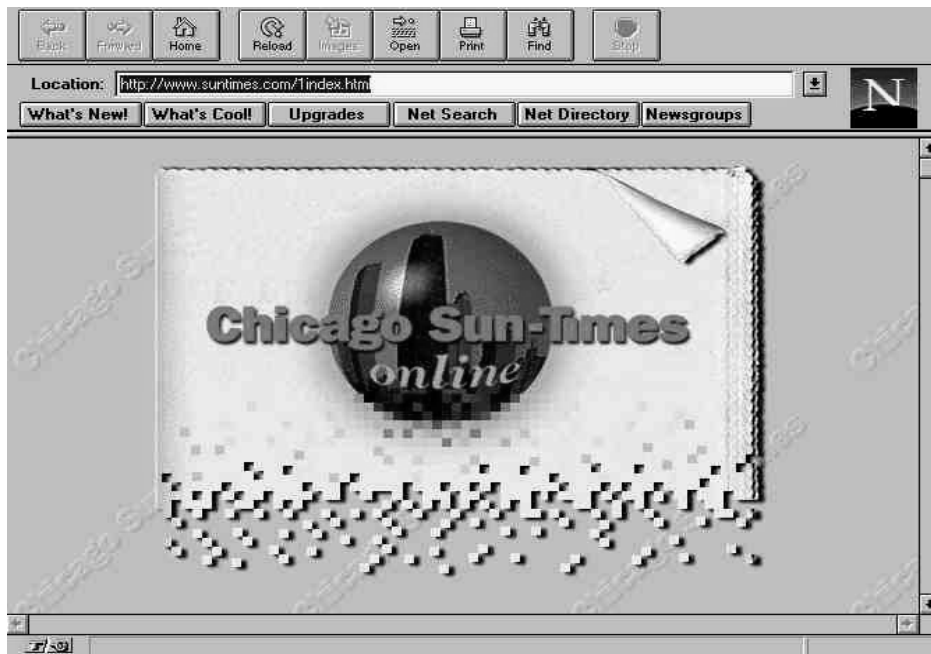 Back Forward Home Reload Images Open Print Find Stop
Location: http://www.suntimes.com/1index.htm
N
What's New! What's Cool! Upgrades Net Search Net Directory Newsgroups
Chicago Sun-Times
online